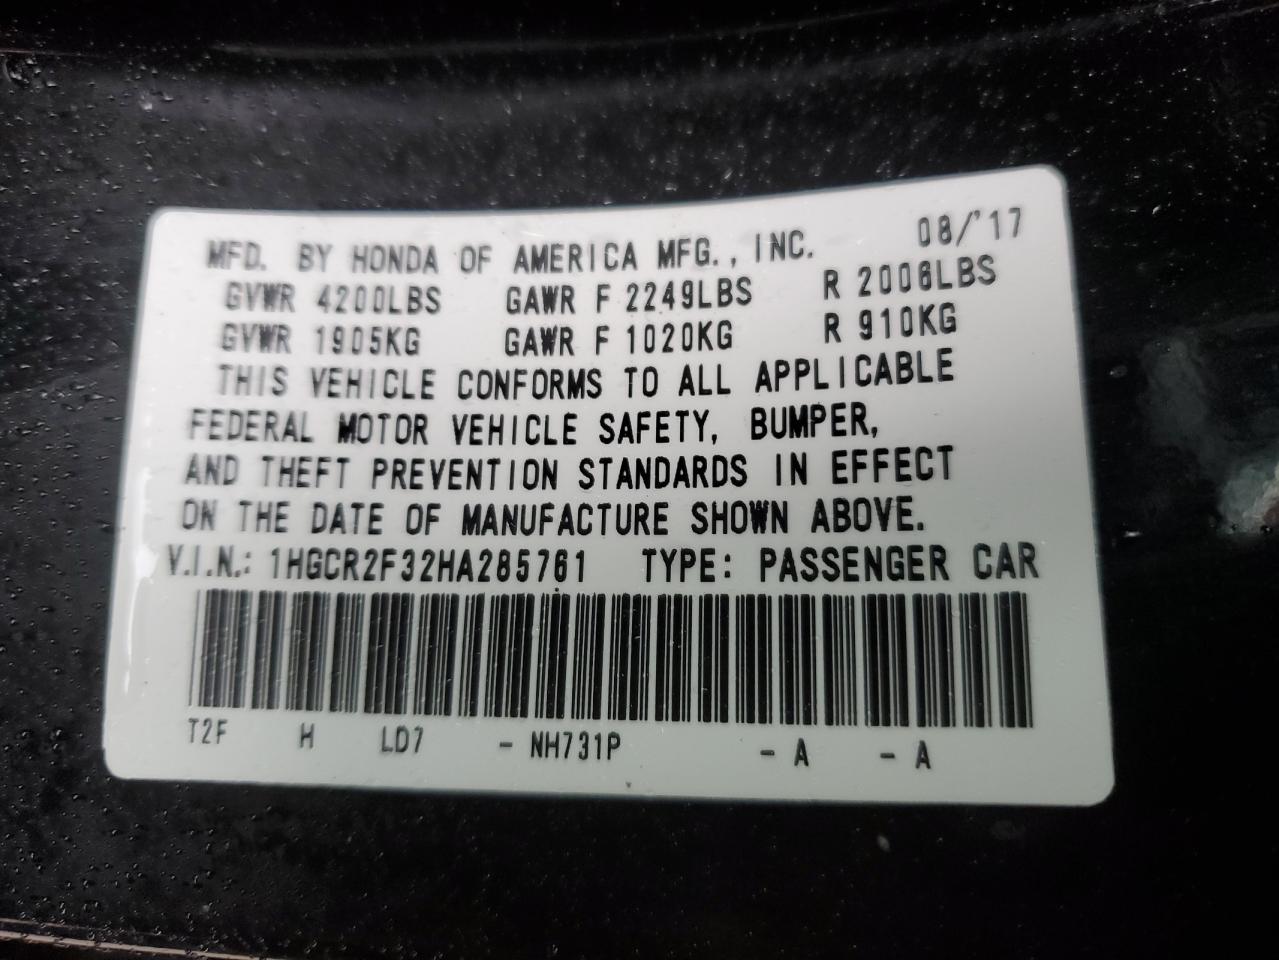 MFD. BY HONDA OF AMERICA MFG., INC. 08/'17
GVWR 4200LBS GAWR F 2249LBS R 2006LBS
GVWR 1905KG GAWR F 1020KG R 910KG
THIS VEHICLE CONFORMS TO ALL APPLICABLE
FEDERAL MOTOR VEHICLE SAFETY, BUMPER,
AND THEFT PREVENTION STANDARDS IN EFFECT
ON THE DATE OF MANUFACTURE SHOWN ABOVE.
V.I.N.: 1HGCR2F32HA285761 TYPE: PASSENGER CAR
T2F H LD7 - NH731P - A - A